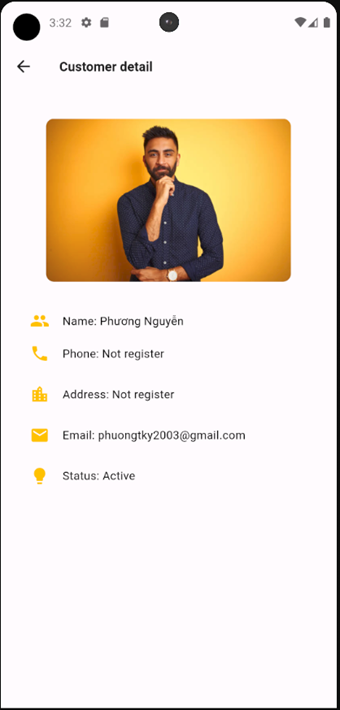 3:32
Customer detail
Name: Phương Nguyễn
Phone: Not register
Address: Not register
Email: phuongtky2003@gmail.com
Status: Active